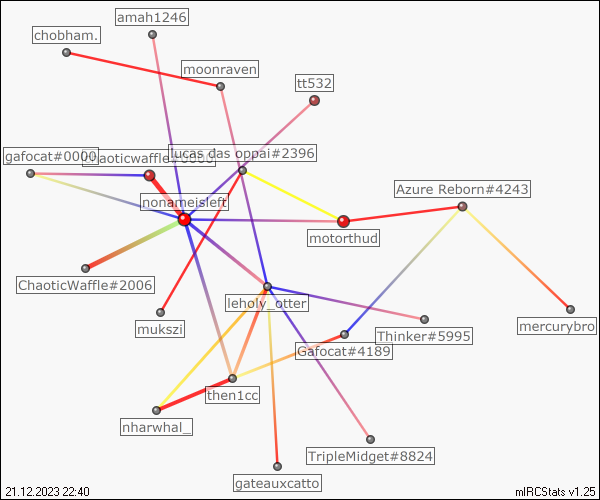 amah1246
chobham.
moonraven
tt532
gafocat#0000
chaoticwaffle#0000
lucas das oppai#2396
Azure Reborn#4243
nonameisleft
motorthud
ChaoticWaffle#2006
leholy_otter
mukszi
Thinker#5995
mercurybro
Gafocat#4189
then1cc
nharwhal_
TripleMidget#8824
gateauxcatto
21.12.2023 22:40
mIRCStats v1.25